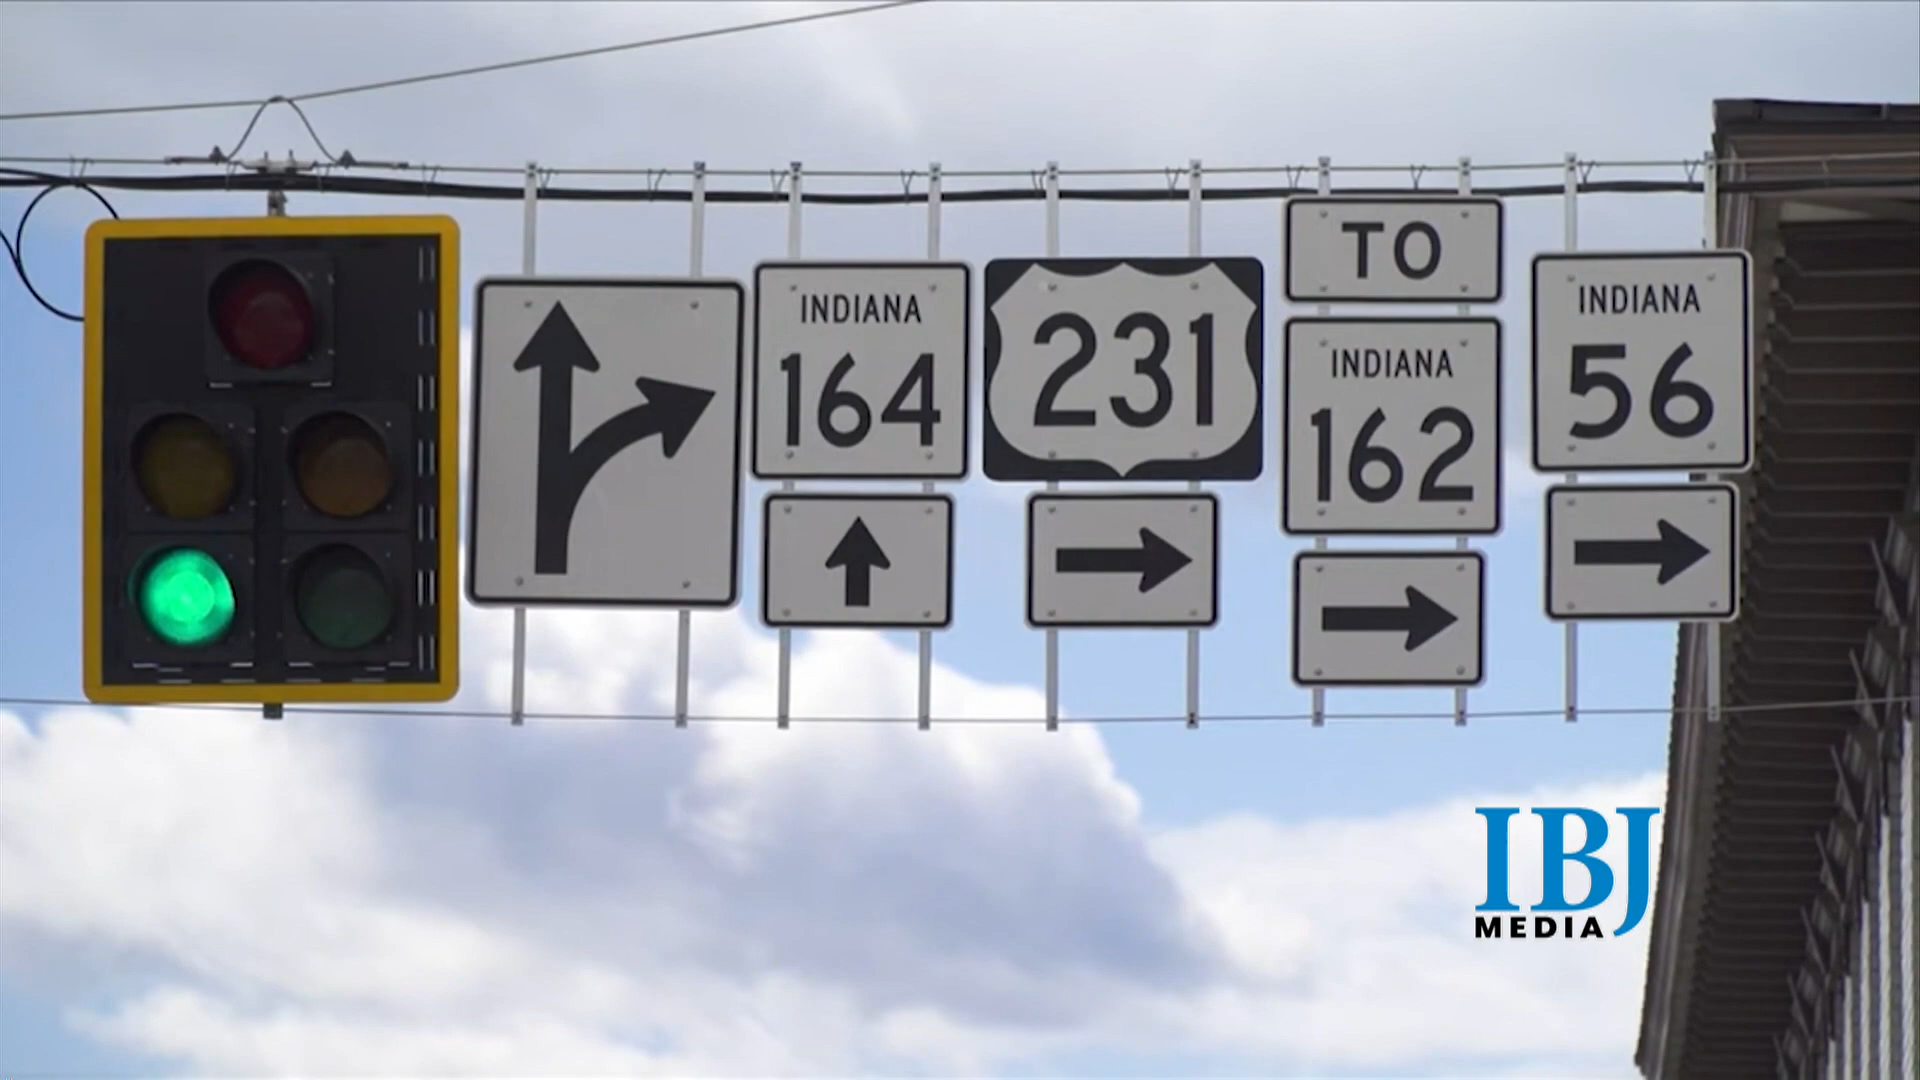 INDIANA
164
231
TO
INDIANA
162
INDIANA
56
IBJ
MEDIA